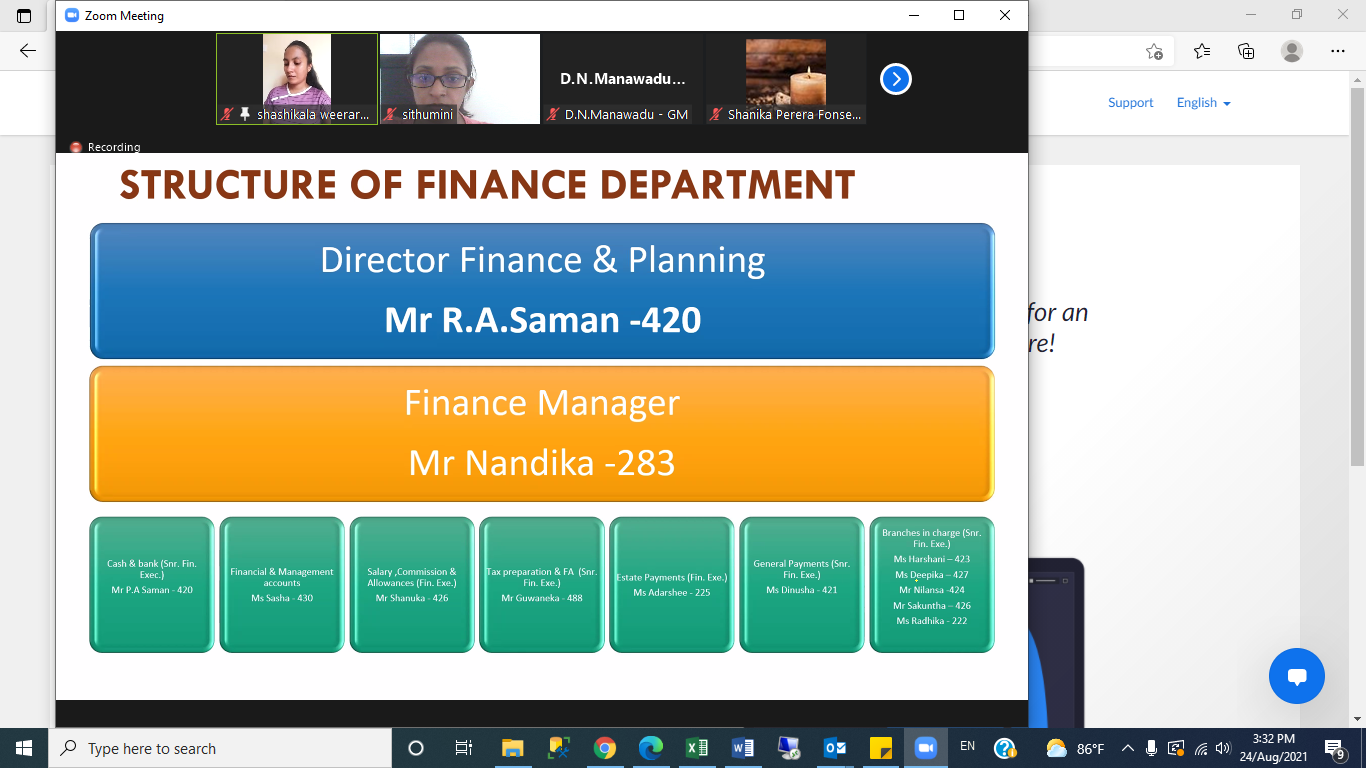 Zoom Meeting
D.N.Manawadu...
shashikala weerar...
sithumini
D.N.Manawadu - GM
Shanika Perera-Fonse...
Support
English
Recording
STRUCTURE OF FINANCE DEPARTMENT
Director Finance & Planning
Mr R.A.Saman -420
for an
re!
Finance Manager
Mr Nandika -283
Cash & bank (Snr. Fin.
Exec.)
Mr P.A Saman - 420
Financial & Management
accounts
Ms Sasha - 430
Salary ,Commission &
Allowances (Fin. Exe.)
Mr Shanuka - 426
Tax preparation & FA (Snr.
Fin. Exe.)
Mr Guwaneka - 488
Estate Payments (Fin. Exe.)
Ms Adarshee - 225
General Payments (Snr.
Fin. Exe.)
Ms Dinusha - 421
Branches in charge (Snr.
Fin. Exe.)
Ms Harshani – 423
Ms Deepika – 427
Mr Nilansa -424
Mr Sakuntha – 426
Ms Radhika - 222
Type here to search
EN
86°F
3:32 PM
24/Aug/2021
9